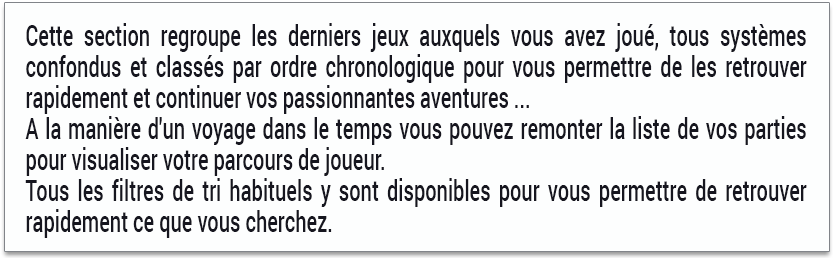 Cette section regroupe les derniers jeux auxquels vous avez joué, tous systèmes
confondus et classés par ordre chronologique pour vous permettre de les retrouver
rapidement et continuer vos passionnantes aventures ...
A la manière d'un voyage dans le temps vous pouvez remonter la liste de vos parties
pour visualiser votre parcours de joueur.
Tous les filtres de tri habituels y sont disponibles pour vous permettre de retrouver
rapidement ce que vous cherchez.